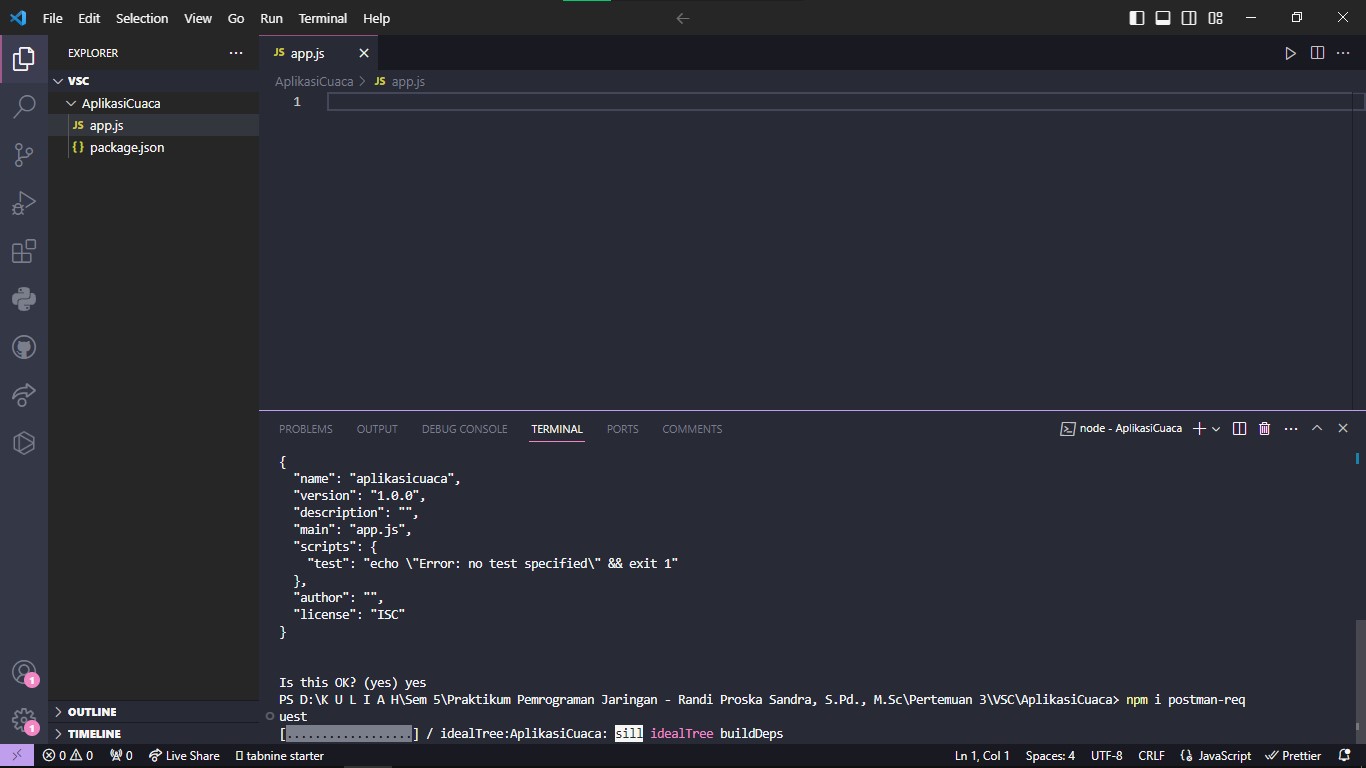 File Edit Selection View Go Run Terminal Help
EXPLORER
VSC
AplikasiCuaca
JS app.js
{} package.json
OUTLINE
TIMELINE
1
1
JS app.js
AplikasiCuaca > JS app.js
1
PROBLEMS OUTPUT DEBUG CONSOLE TERMINAL PORTS COMMENTS
node - AplikasiCuaca
{
"name": "aplikasicuaca",
"version": "1.0.0",
"description": "",
"main": "app.js",
"scripts": {
"test": "echo \"Error: no test specified\" && exit 1"
},
"author": "",
"license": "ISC"
}
Is this OK? (yes) yes
PS D:\K U L I A H\Sem 5\Praktikum Pemrograman Jaringan - Randi Proska Sandra, S.Pd., M.Sc\Pertemuan 3\VSC\AplikasiCuaca> npm i postman-req
uest
[..................] / idealTree:AplikasiCuaca: sill idealTree buildDeps
0 0 0 Live Share tabnine starter Ln 1, Col 1 Spaces: 4 UTF-8 CRLF {} JavaScript Prettier